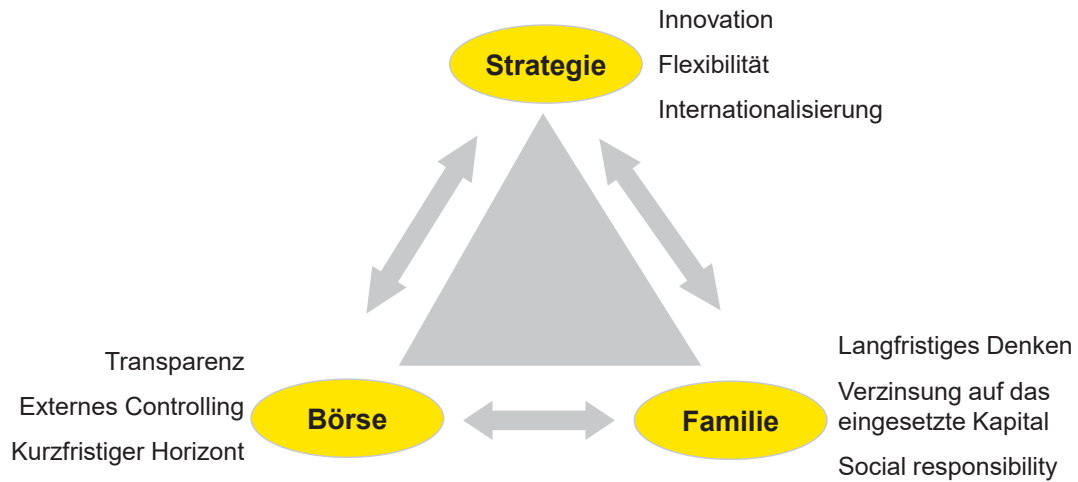 Innovation
Strategie
Flexibilität
Internationalisierung
Transparenz
Externes Controlling
Börse
Kurzfristiger Horizont
Familie
Langfristiges Denken
Verzinsung auf das
eingesetzte Kapital
Social responsibility